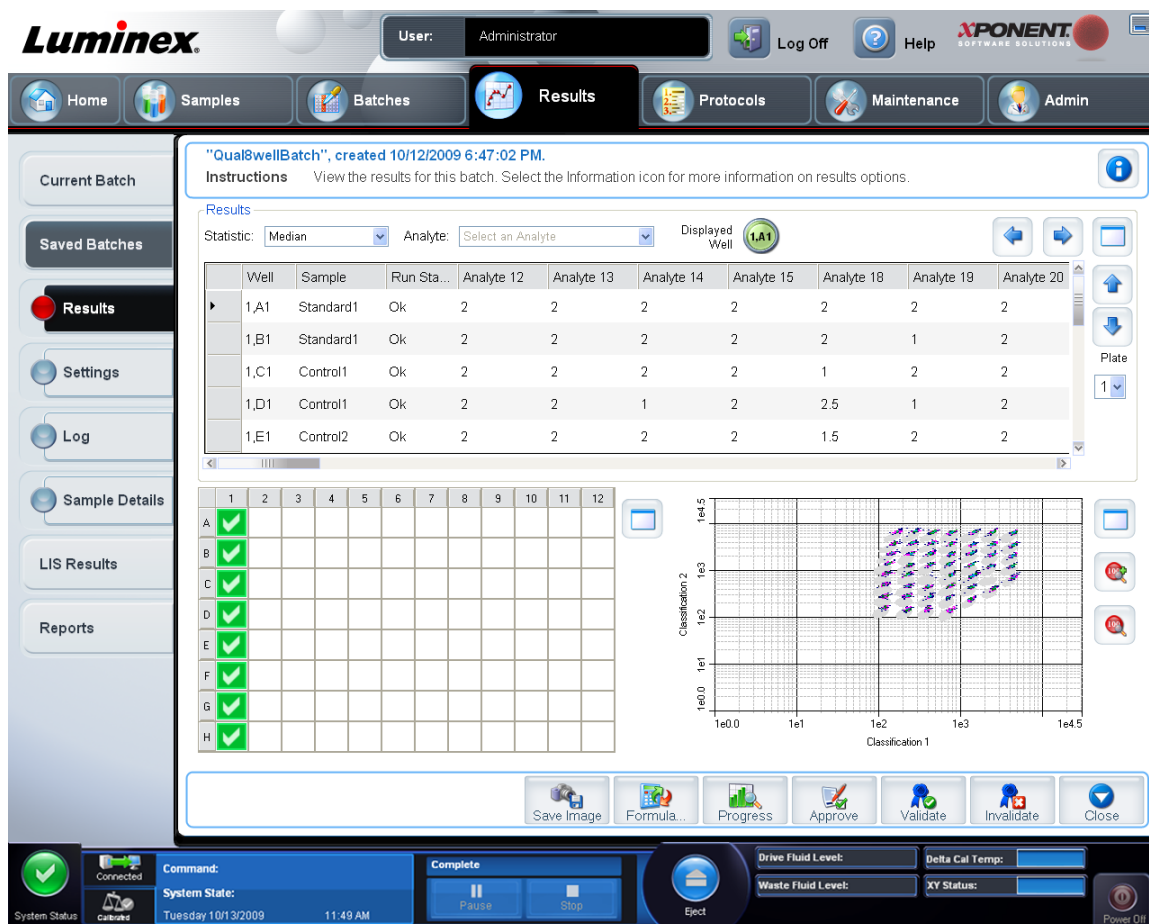 Luminex.
User: Administrator
Log Off
Help
XPONENT.
SOFTWARE SOLUTIONS
Home
Samples
Batches
Results
Protocols
Maintenance
Admin
Current Batch
Saved Batches
Results
Settings
Log
Sample Details
LIS Results
Reports
"Qual8wellBatch", created 10/12/2009 6:47:02 PM.
Instructions View the results for this batch. Select the Information icon for more information on results options.
Results
Statistic: Median Analyte: Select an Analyte Displayed Well 1,A1
Well Sample Run Sta... Analyte 12 Analyte 13 Analyte 14 Analyte 15 Analyte 18 Analyte 19 Analyte 20
1,A1 Standard1 Ok 2 2 2 2 2 2 2
1,B1 Standard1 Ok 2 2 2 2 2 1 2
1,C1 Control1 Ok 2 2 2 2 1 2 2
1,D1 Control1 Ok 2 2 1 2 2.5 1 2
1,E1 Control2 Ok 2 2 2 2 1.5 2 2
Plate
1
1 2 3 4 5 6 7 8 9 10 11 12
A
B
C
D
E
F
G
H
1e4.5
1e3
1e2
1e1
1e0.0
Classification 2
1e0.0 1e1 1e2 1e3 1e4.5
Classification 1
100
100
Save Image
Formula...
Progress
Approve
Validate
Invalidate
Close
System Status
Connected
Calibrated
Command:
System State:
Tuesday 10/13/2009 11:49 AM
Complete
Pause
Stop
Eject
Drive Fluid Level:
Waste Fluid Level:
Delta Cal Temp:
XY Status:
Power Off